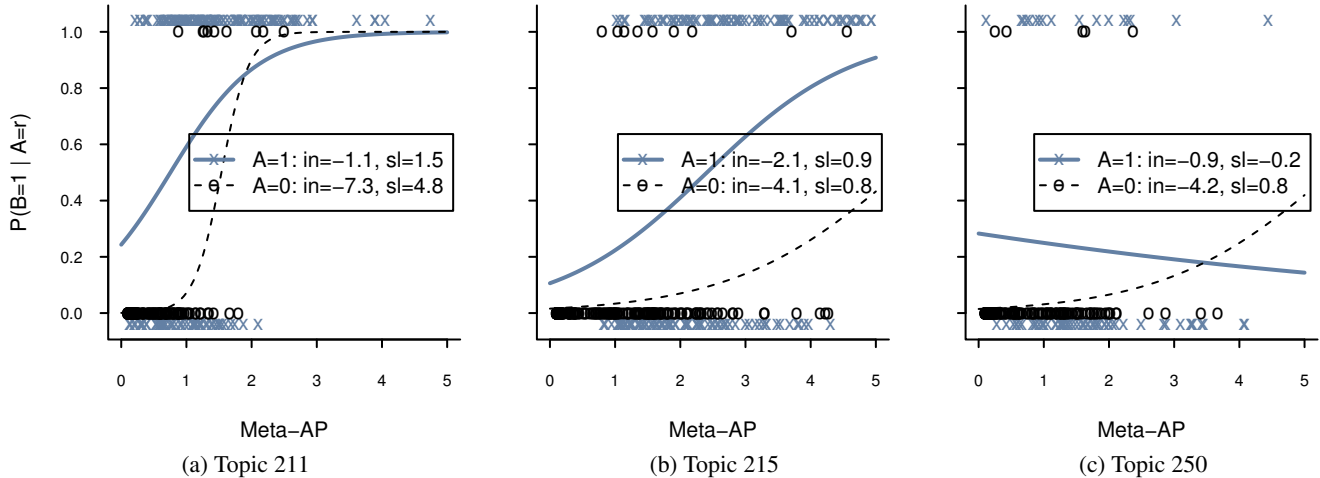 P(B=1 | A=r)
1.0
0.8
0.6
0.4
0.2
0.0
A=1: in=−1.1, sl=1.5
A=0: in=−7.3, sl=4.8
0 1 2 3 4 5
Meta−AP
(a) Topic 211
A=1: in=−2.1, sl=0.9
A=0: in=−4.1, sl=0.8
0 1 2 3 4 5
Meta−AP
(b) Topic 215
A=1: in=−0.9, sl=−0.2
A=0: in=−4.2, sl=0.8
0 1 2 3 4 5
Meta−AP
(c) Topic 250